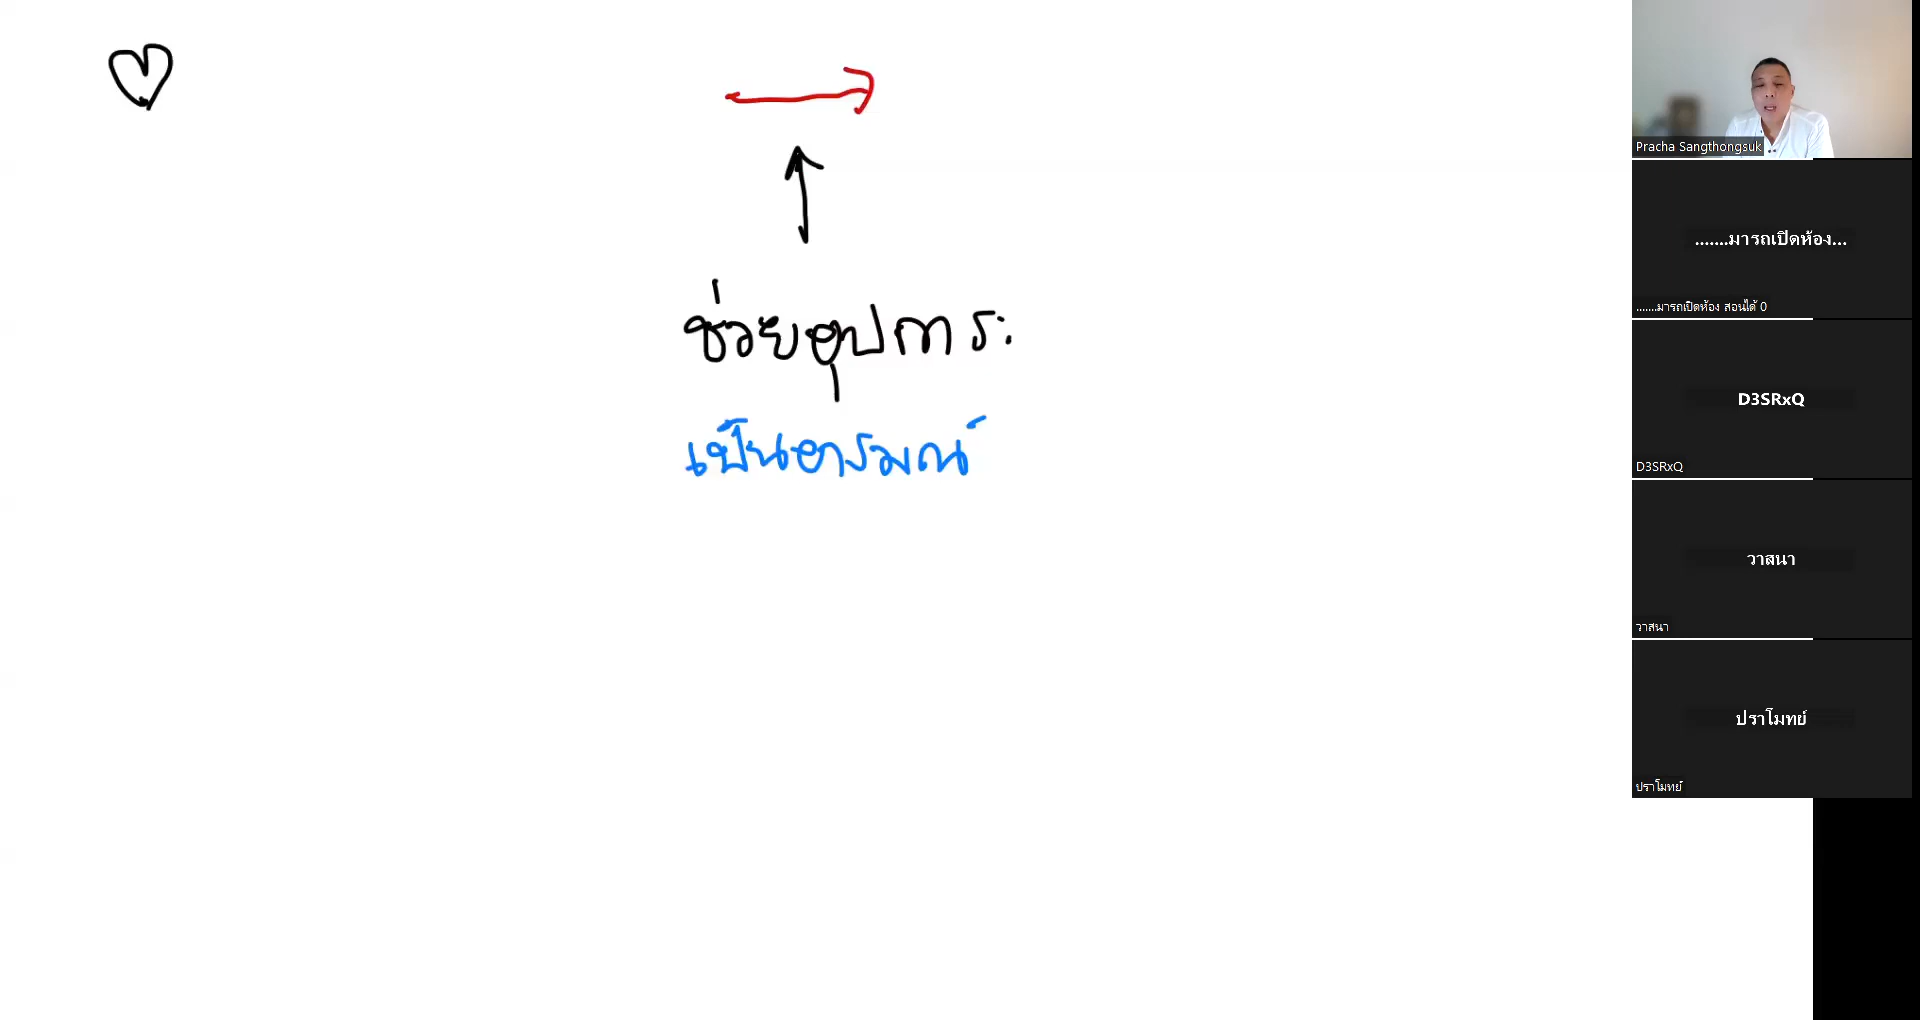 ช่วยอุปการะ
เป็นอารมณ์
Pracha Sangthongsuk
.......มารถเปิดห้อง...
.......มารถเปิดห้อง สอนได้ 0
D3SRxQ
D3SRxQ
วาสนา
วาสนา
ปราโมทย์
ปราโมทย์